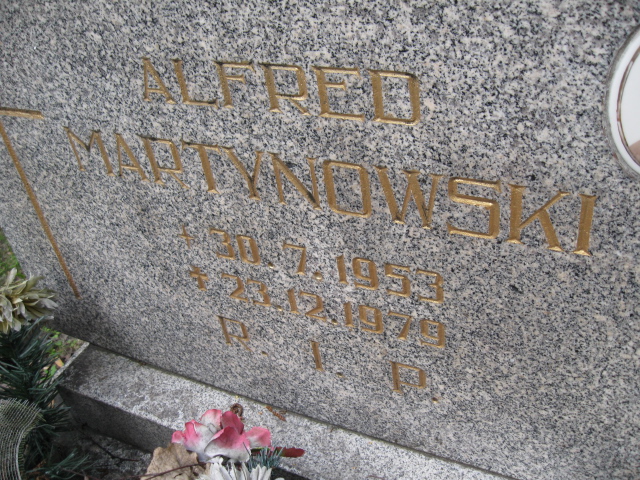 ALFRED
MARTYNOWSKI
+ 30.7.1953
+ 23.12.1979
R. I. P.